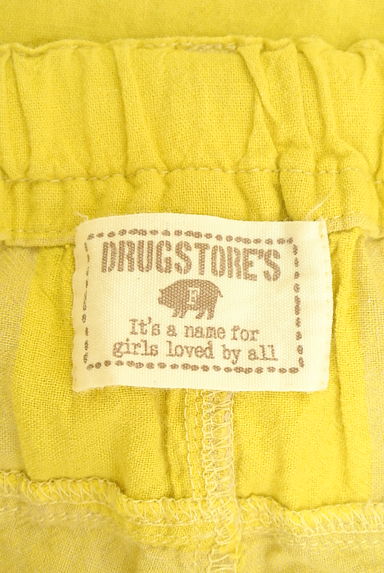 DRUGSTORE'S
F
It's a name for
girls loved by all